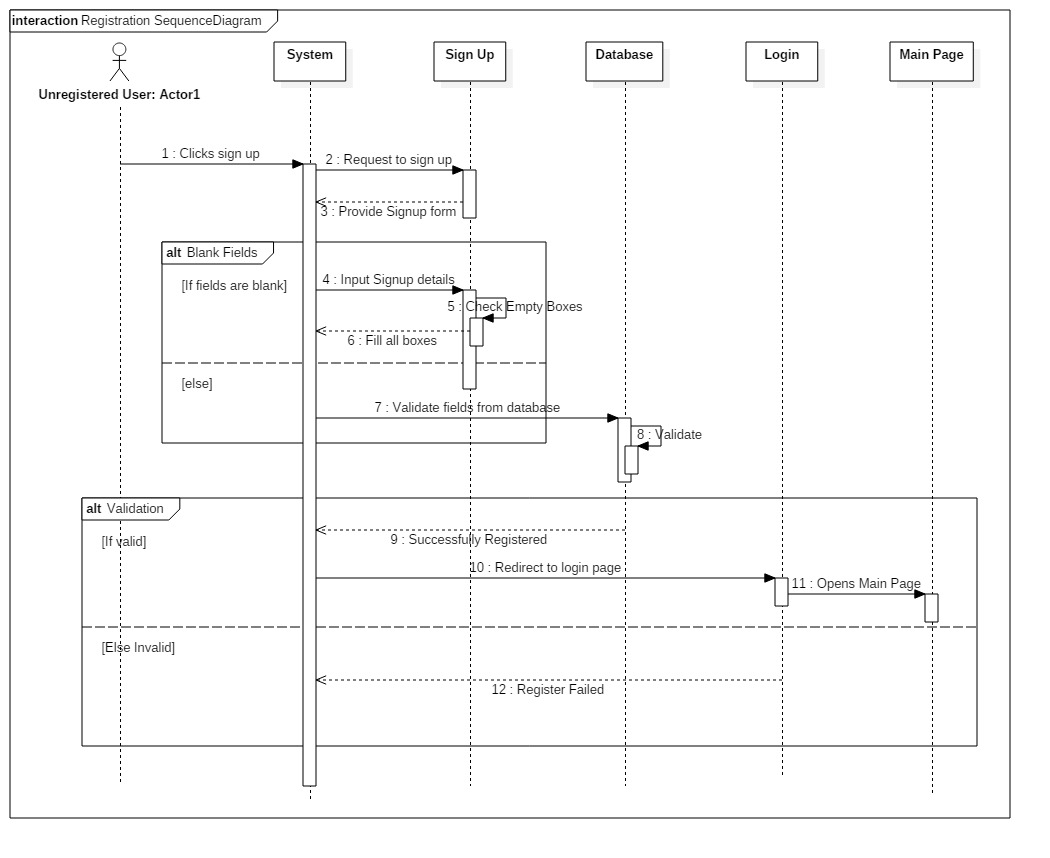 interaction Registration SequenceDiagram
System
Sign Up
Database
Login
Main Page
Unregistered User: Actor1
1 : Clicks sign up
2 : Request to sign up
3 : Provide Signup form
alt Blank Fields
[If fields are blank]
4 : Input Signup details
5 : Check Empty Boxes
6 : Fill all boxes
[else]
7 : Validate fields from database
8 : Validate
alt Validation
[If valid]
9 : Successfully Registered
10 : Redirect to login page
11 : Opens Main Page
[Else Invalid]
12 : Register Failed